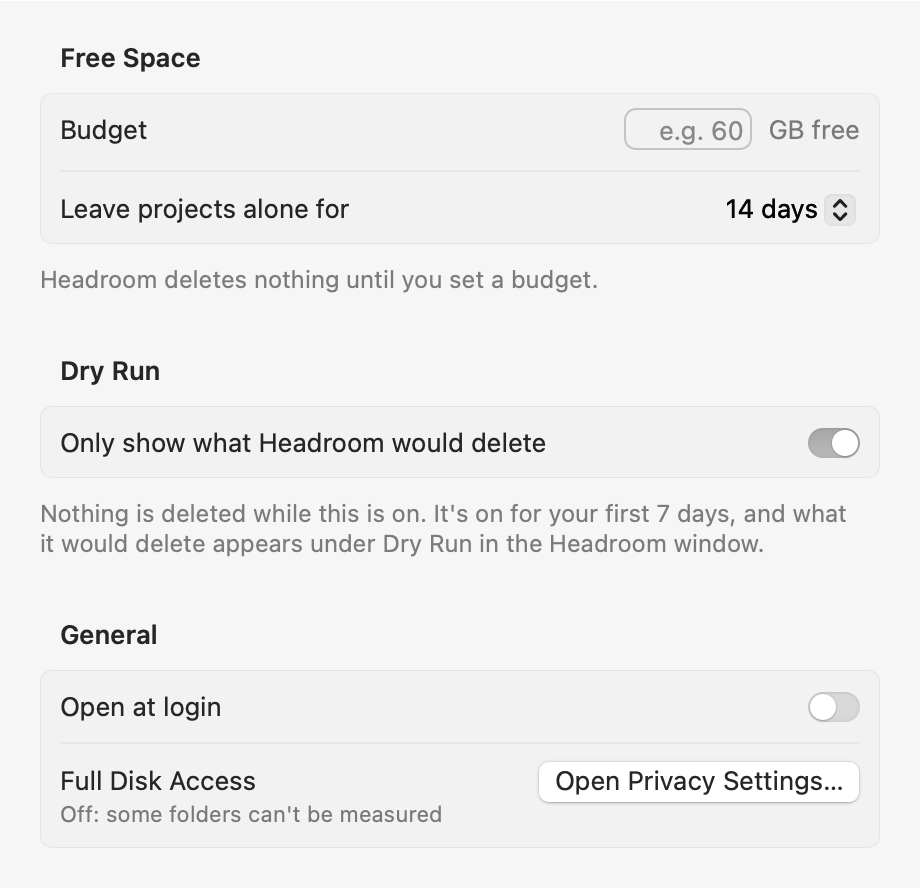 Free Space
Budget e.g. 60 GB free
Leave projects alone for 14 days
Headroom deletes nothing until you set a budget.
Dry Run
Only show what Headroom would delete
Nothing is deleted while this is on. It's on for your first 7 days, and what
it would delete appears under Dry Run in the Headroom window.
General
Open at login
Full Disk Access Open Privacy Settings...
Off: some folders can't be measured